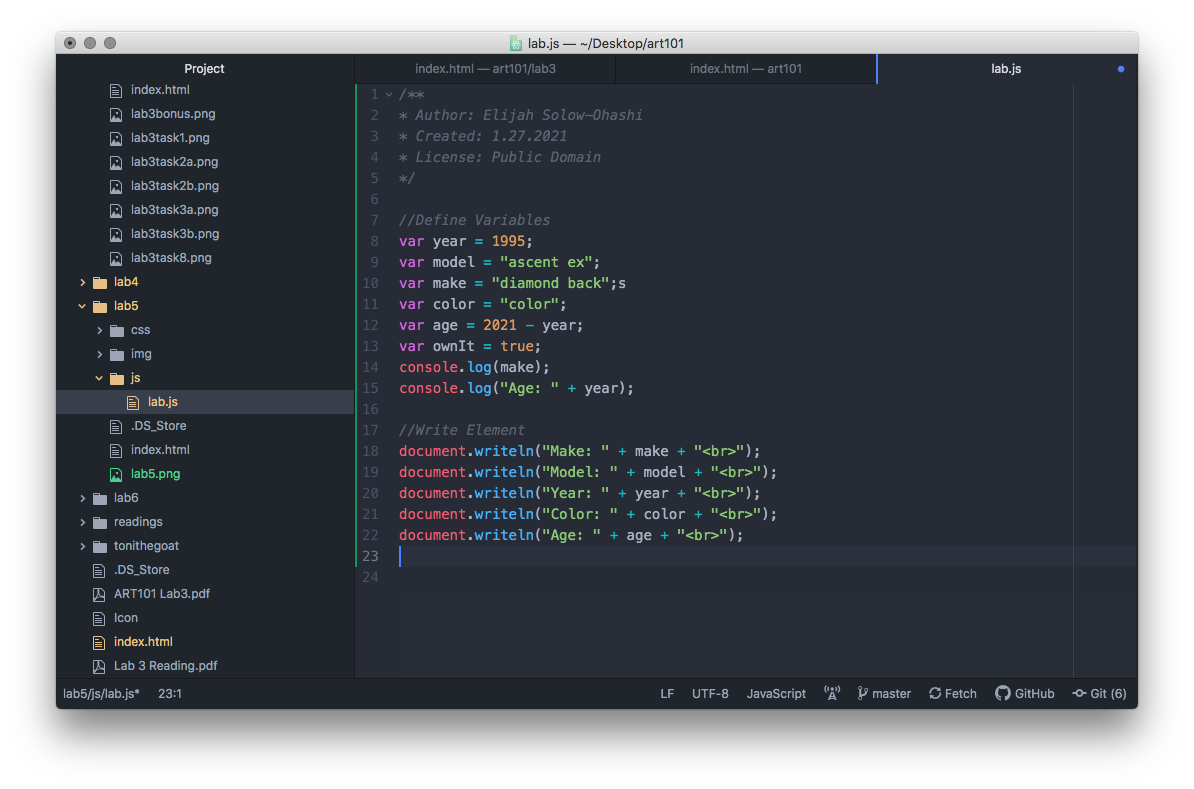 lab.js — ~/Desktop/art101
Project
index.html — art101/lab3
index.html — art101
lab.js
index.html
lab3bonus.png
lab3task1.png
lab3task2a.png
lab3task2b.png
lab3task3a.png
lab3task3b.png
lab3task8.png
lab4
lab5
css
img
js
lab.js
.DS_Store
index.html
lab5.png
lab6
readings
tonithegoat
.DS_Store
ART101 Lab3.pdf
Icon
index.html
Lab 3 Reading.pdf
1 /**
2 * Author: Elijah Solow-Ohashi
3 * Created: 1.27.2021
4 * License: Public Domain
5 */
6
7 //Define Variables
8 var year = 1995;
9 var model = "ascent ex";
10 var make = "diamond back";s
11 var color = "color";
12 var age = 2021 - year;
13 var ownIt = true;
14 console.log(make);
15 console.log("Age: " + year);
16
17 //Write Element
18 document.writeln("Make: " + make + "<br>");
19 document.writeln("Model: " + model + "<br>");
20 document.writeln("Year: " + year + "<br>");
21 document.writeln("Color: " + color + "<br>");
22 document.writeln("Age: " + age + "<br>");
23
24
lab5/js/lab.js* 23:1 LF UTF-8 JavaScript master Fetch GitHub Git (6)